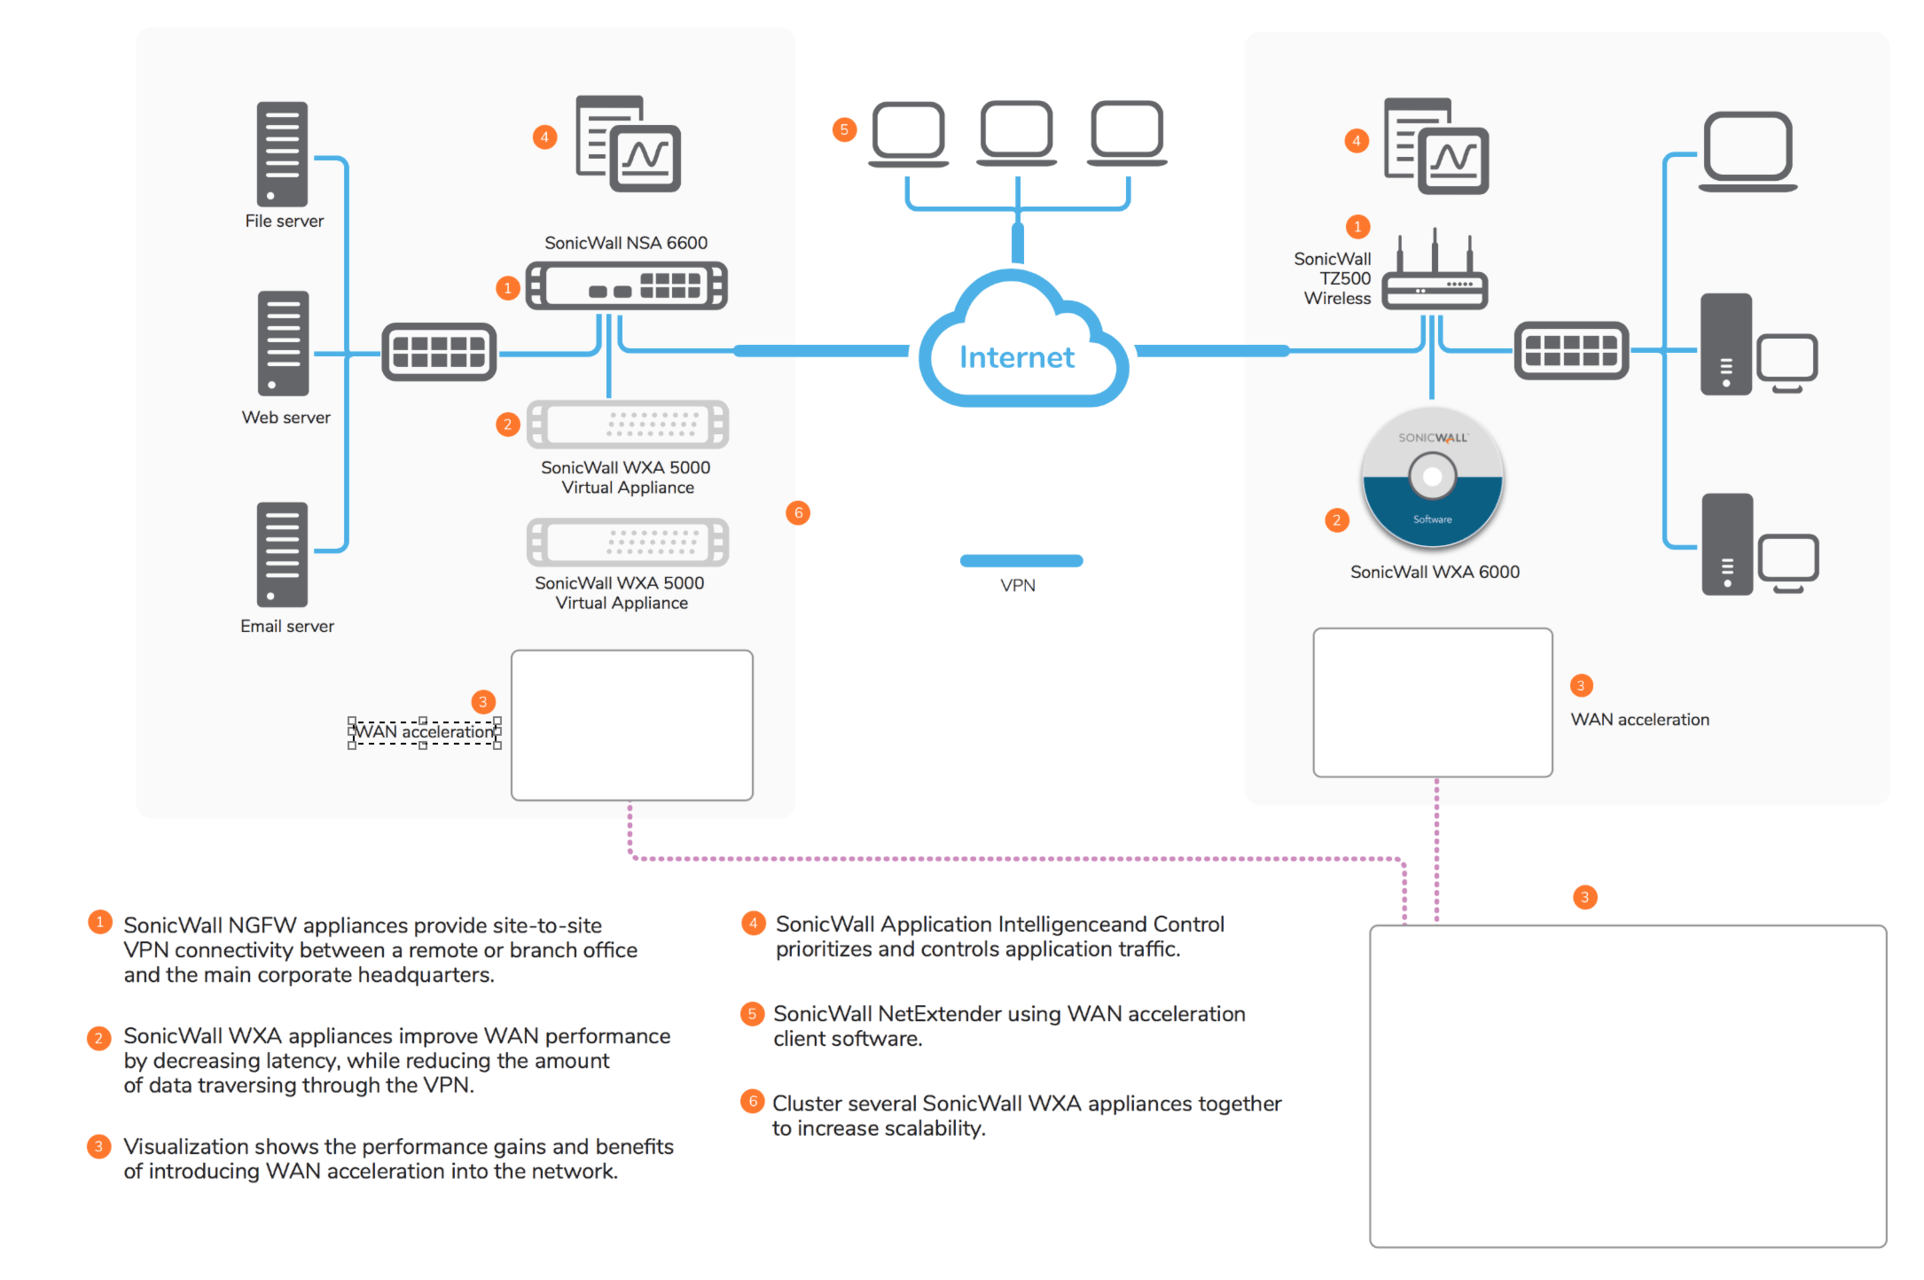 4
File server
SonicWall NSA 6600
1
Web server
2
SonicWall WXA 5000
Virtual Appliance
6
SonicWall WXA 5000
Virtual Appliance
Email server
3
WAN acceleration
5
Internet
VPN
4
1
SonicWall
TZ500
Wireless
SONICWALL
Software
2
SonicWall WXA 6000
3
WAN acceleration
3
1 SonicWall NGFW appliances provide site-to-site
VPN connectivity between a remote or branch office
and the main corporate headquarters.
2 SonicWall WXA appliances improve WAN performance
by decreasing latency, while reducing the amount
of data traversing through the VPN.
3 Visualization shows the performance gains and benefits
of introducing WAN acceleration into the network.
4 SonicWall Application Intelligenceand Control
prioritizes and controls application traffic.
5 SonicWall NetExtender using WAN acceleration
client software.
6 Cluster several SonicWall WXA appliances together
to increase scalability.